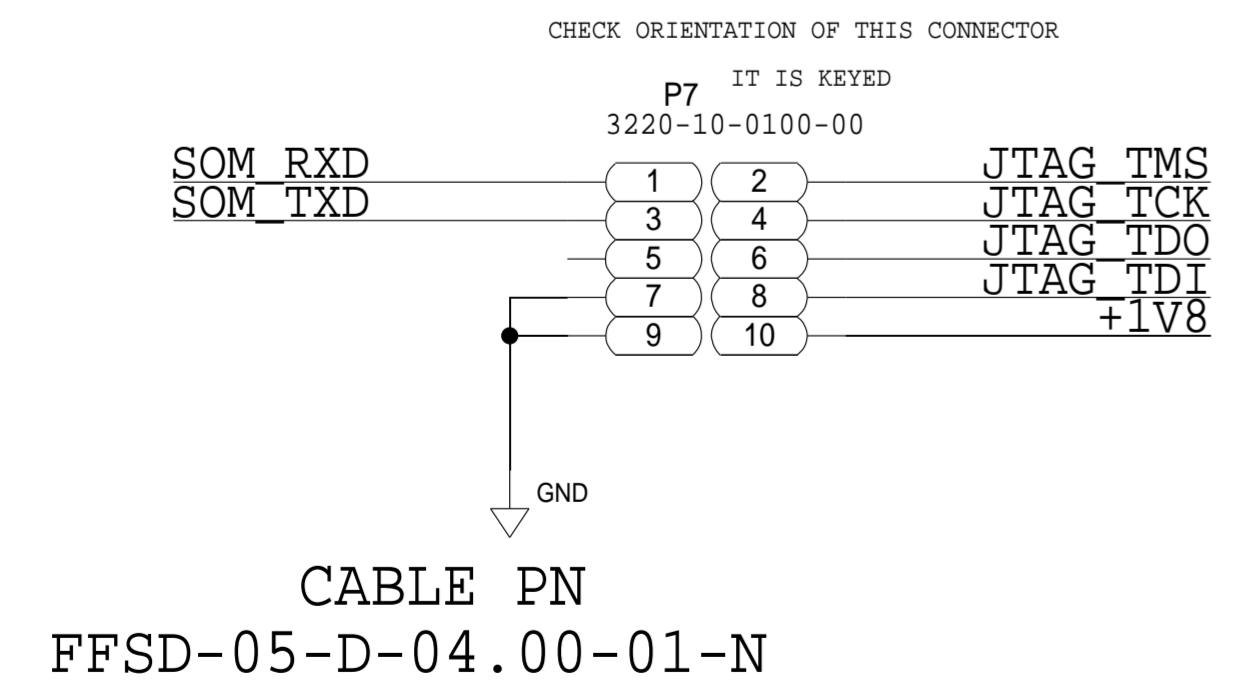 CHECK ORIENTATION OF THIS CONNECTOR
IT IS KEYED
P7
3220-10-0100-00
SOM_RXD 1 2 JTAG_TMS
SOM_TXD 3 4 JTAG_TCK
5 6 JTAG_TDO
7 8 JTAG_TDI
9 10 +1V8
GND
CABLE PN
FFSD-05-D-04.00-01-N